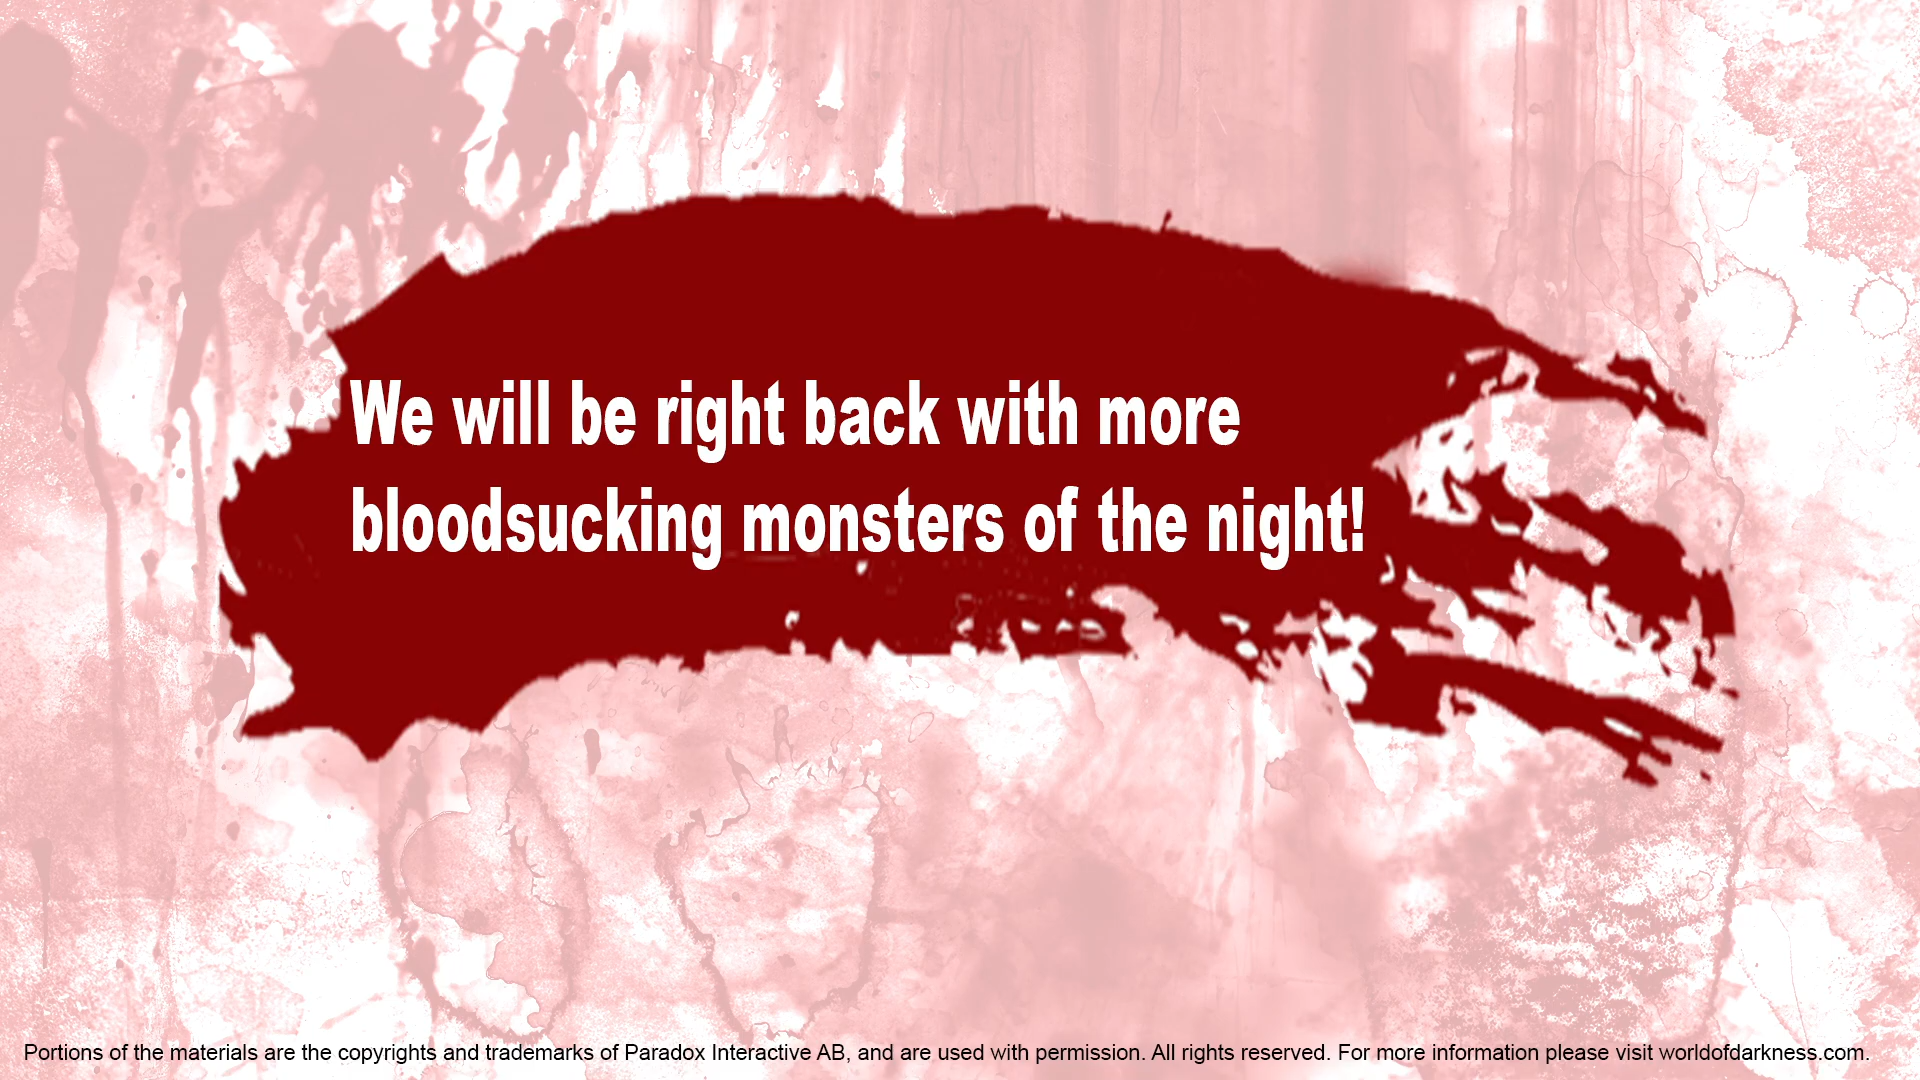 We will be right back with more
bloodsucking monsters of the night!
Portions of the materials are the copyrights and trademarks of Paradox Interactive AB, and are used with permission. All rights reserved. For more information please visit worldofdarkness.com.